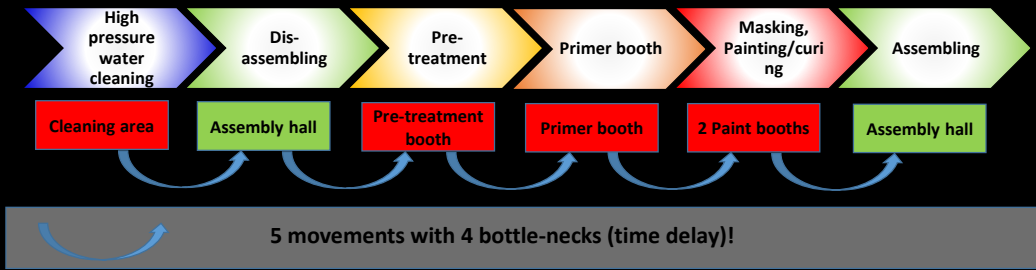 High
pressure
water
cleaning
Dis-
assembling
Pre-
treatment
Primer booth
Masking,
Painting/curi
ng
Assembling
Cleaning area
Assembly hall
Pre-treatment
booth
Primer booth
2 Paint booths
Assembly hall
5 movements with 4 bottle-necks (time delay)!